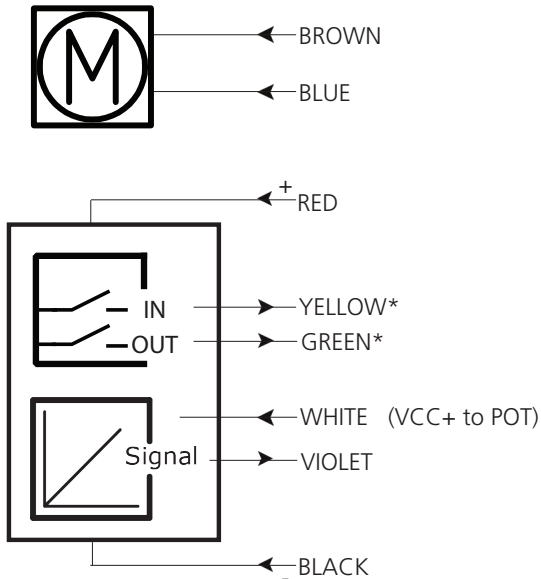 M
BROWN
BLUE
+
RED
IN
YELLOW*
OUT
GREEN*
WHITE (VCC+ to POT)
Signal
VIOLET
BLACK